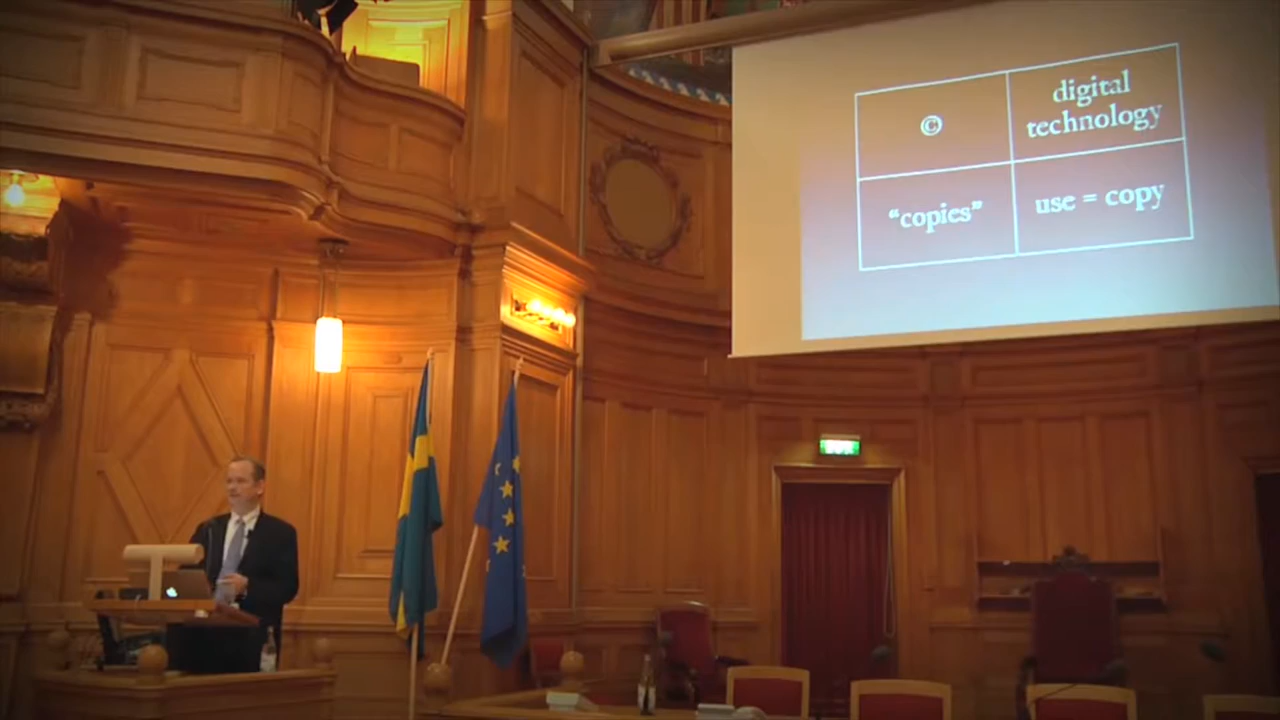 ©
digital
technology
“copies”
use = copy